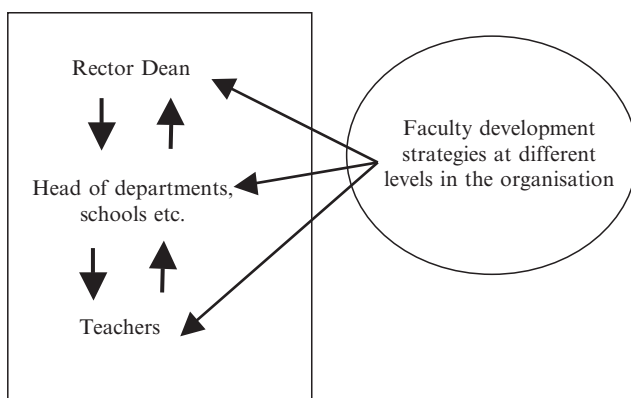 Rector Dean
Head of departments,
schools etc.
Teachers
Faculty development
strategies at different
levels in the organisation